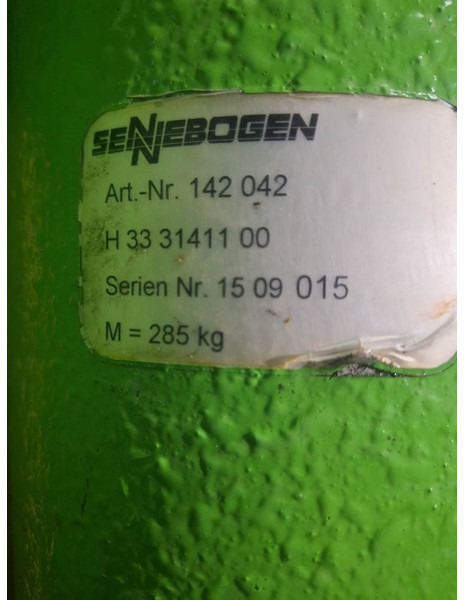 SENNEBOGEN
Art.-Nr. 142 042
H 33 31411 00
Serien Nr. 15 09 015
M = 285 kg